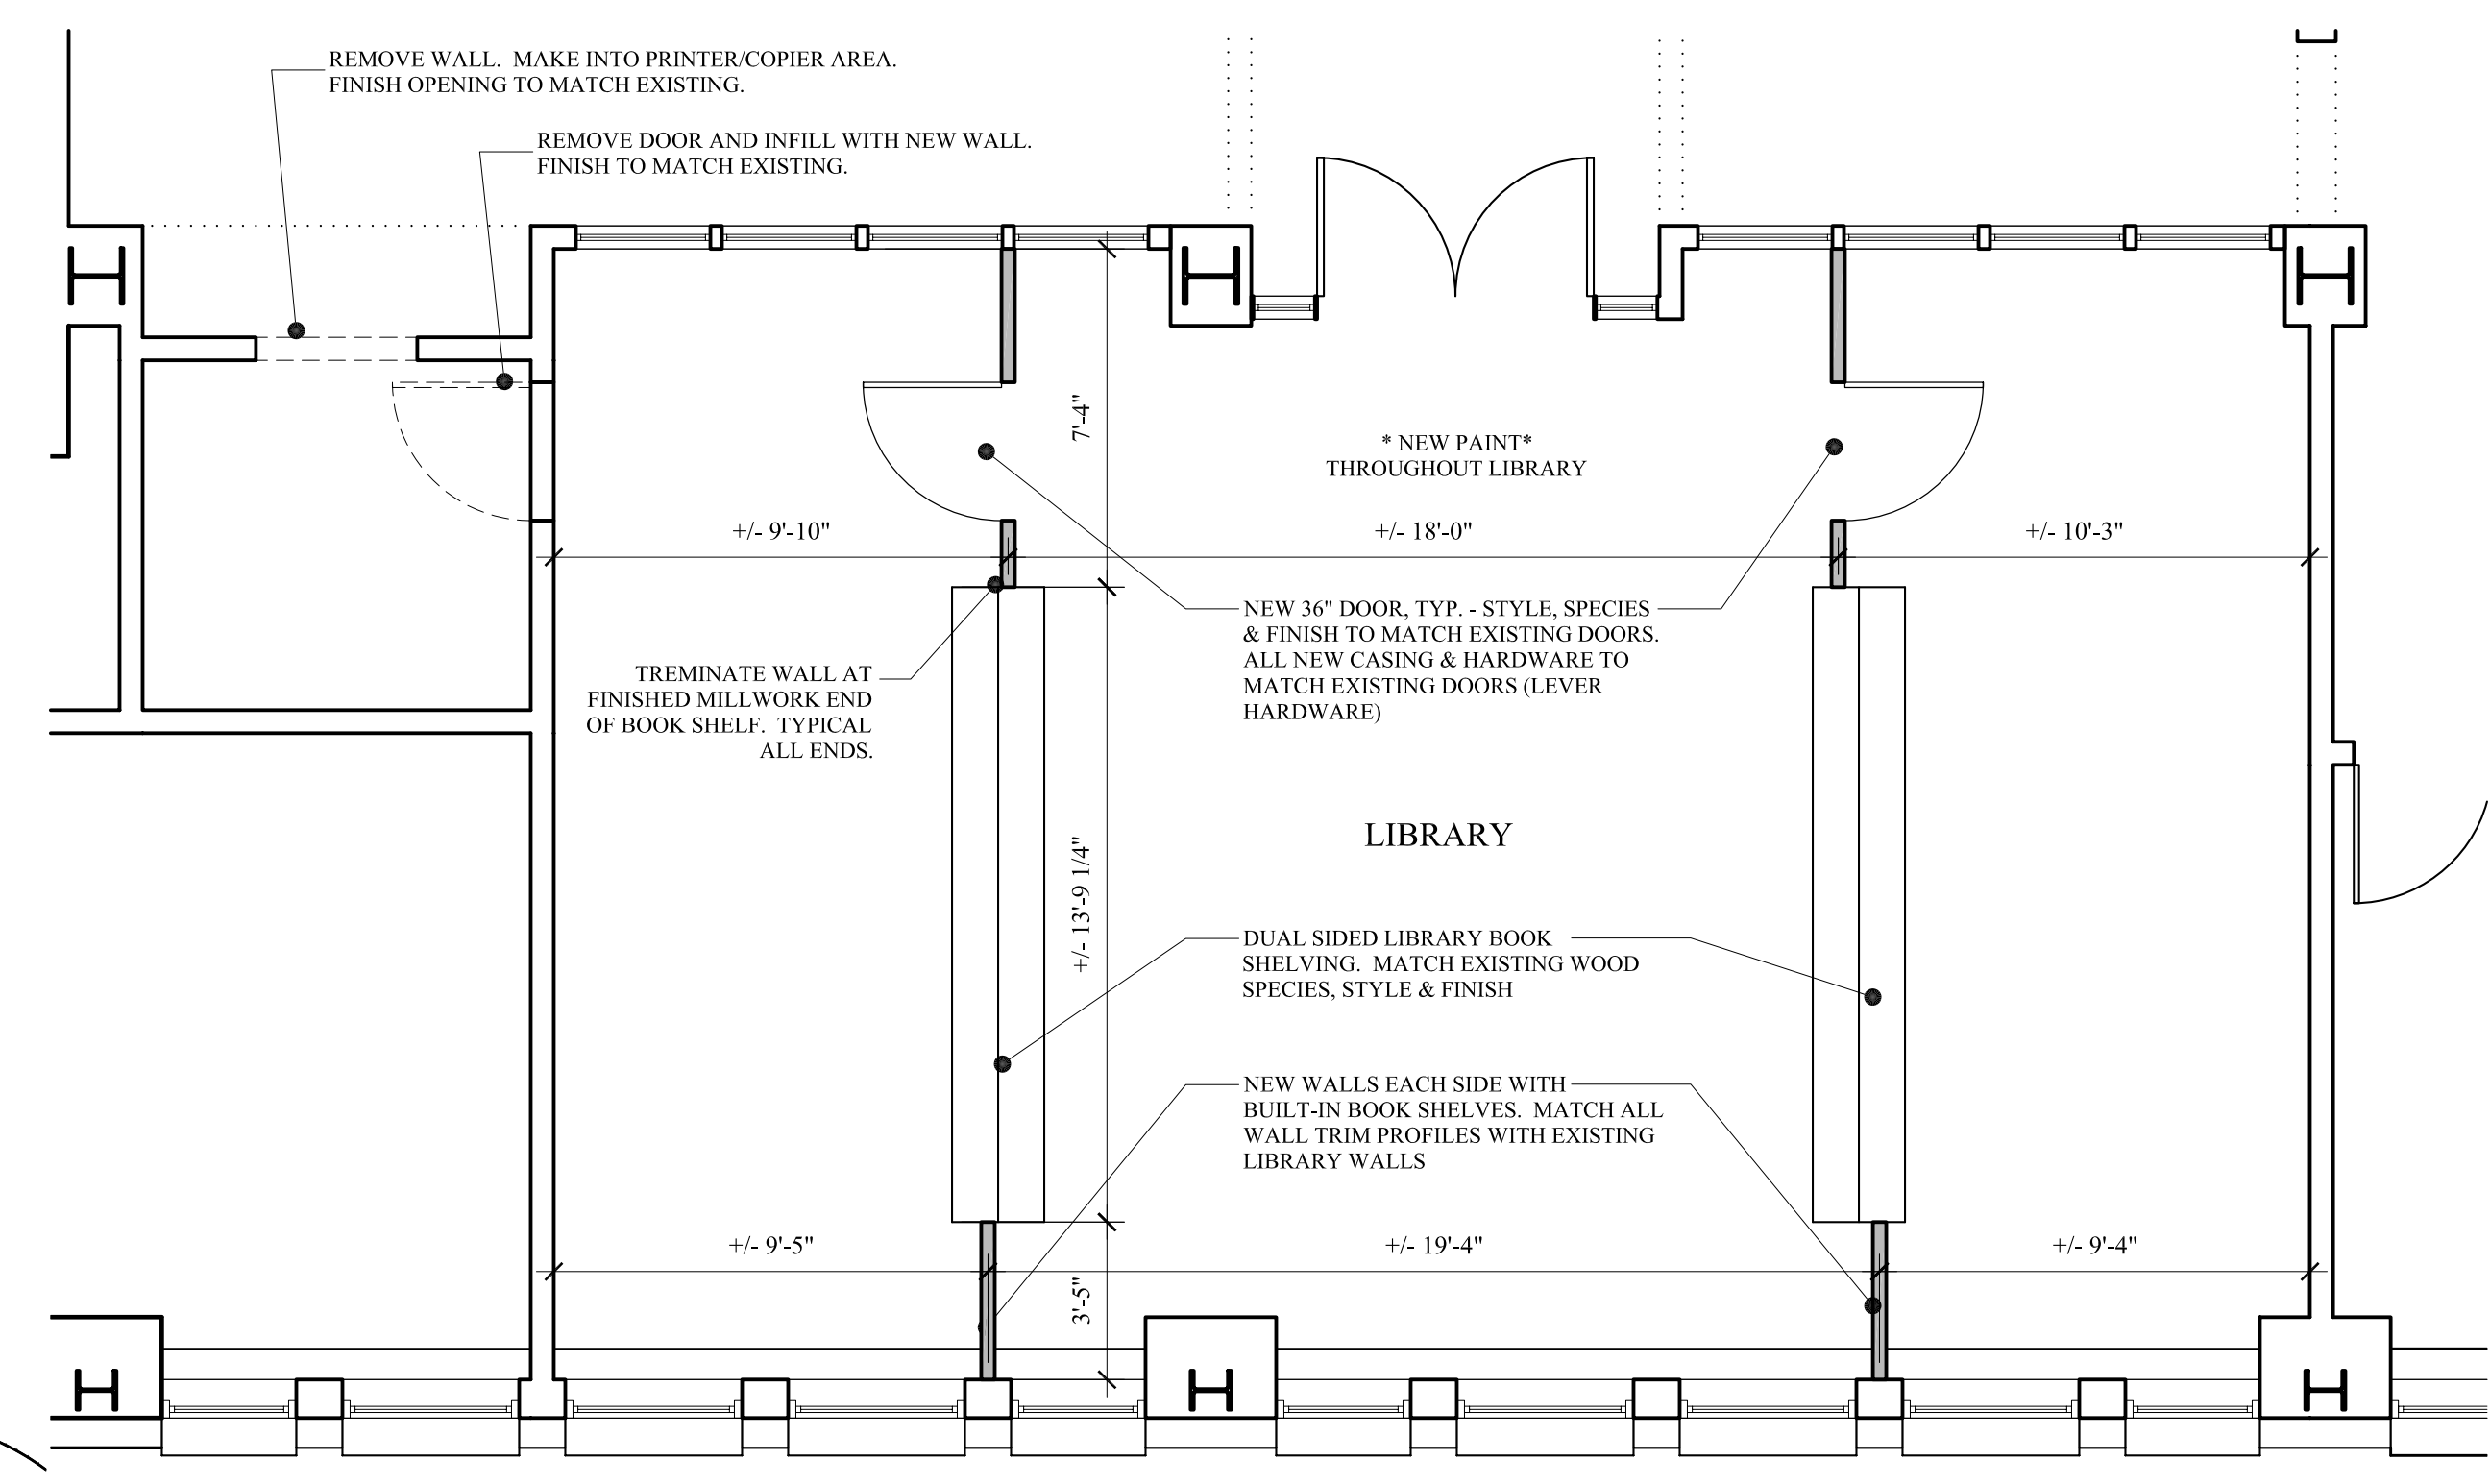 REMOVE WALL.  MAKE INTO PRINTER/COPIER AREA.
FINISH OPENING TO MATCH EXISTING.
REMOVE DOOR AND INFILL WITH NEW WALL.
FINISH TO MATCH EXISTING.
7'-4"
* NEW PAINT*
THROUGHOUT LIBRARY
+/- 9'-10"
+/- 18'-0"
+/- 10'-3"
NEW 36" DOOR, TYP. - STYLE, SPECIES
& FINISH TO MATCH EXISTING DOORS.
ALL NEW CASING & HARDWARE TO
MATCH EXISTING DOORS (LEVER
HARDWARE)
TREMINATE WALL AT
FINISHED MILLWORK END
OF BOOK SHELF.  TYPICAL
ALL ENDS.
LIBRARY
+/- 13'-9 1/4"
DUAL SIDED LIBRARY BOOK
SHELVING.  MATCH EXISTING WOOD
SPECIES, STYLE & FINISH
NEW WALLS EACH SIDE WITH
BUILT-IN BOOK SHELVES.  MATCH ALL
WALL TRIM PROFILES WITH EXISTING
LIBRARY WALLS
+/- 9'-5"
+/- 19'-4"
+/- 9'-4"
3'-5"